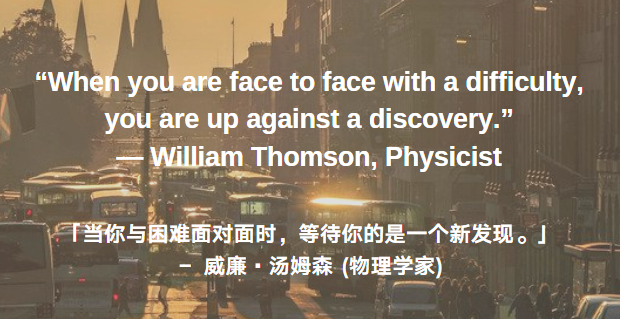 “When you are face to face with a difficulty,
you are up against a discovery.”
— William Thomson, Physicist
「当你与困难面对面时，等待你的是一个新发现。」
– 威廉・汤姆森 (物理学家)